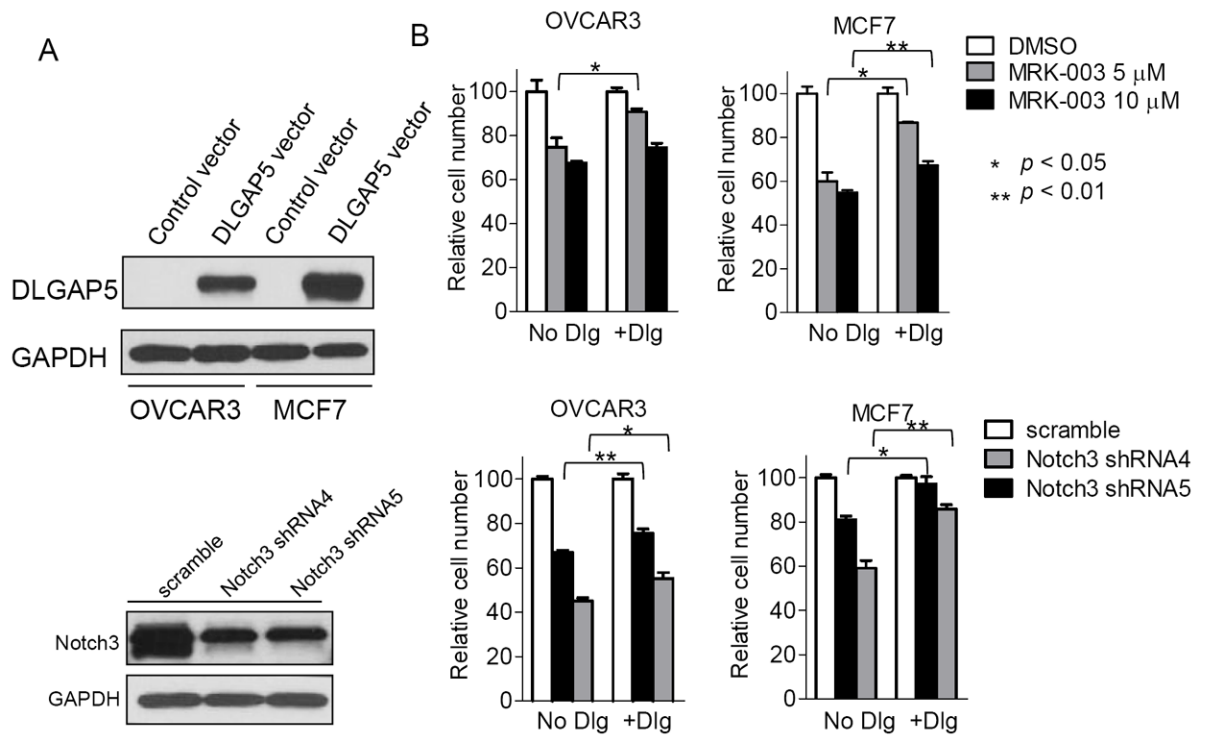 A
Control vector
DLGAP5 vector
Control vector
DLGAP5 vector
DLGAP5
GAPDH
OVCAR3
MCF7
scramble
Notch3 shRNA4
Notch3 shRNA5
Notch3
GAPDH
B
OVCAR3
*
Relative cell number
100
80
60
40
20
0
No Dlg +Dlg
MCF7
**
*
Relative cell number
100
80
60
40
20
0
No Dlg +Dlg
DMSO
MRK-003 5 μM
MRK-003 10 μM
* p < 0.05
** p < 0.01
OVCAR3
*
**
Relative cell number
100
80
60
40
20
0
No Dlg +Dlg
MCF7
**
*
Relative cell number
100
80
60
40
20
0
No Dlg +Dlg
scramble
Notch3 shRNA4
Notch3 shRNA5